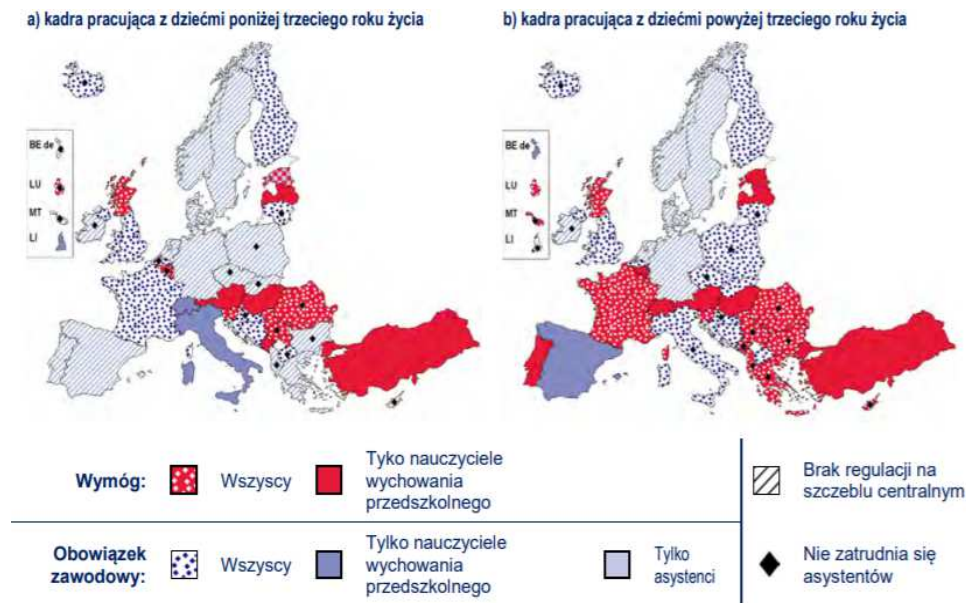 a) kadra pracująca z dziećmi poniżej trzeciego roku życia
b) kadra pracująca z dziećmi powyżej trzeciego roku życia
BE de
LU
MT
LI
BE de
LU
MT
LI
Wymóg:
Wszyscy
Tyko nauczyciele
wychowania
przedszkolnego
Brak regulacji na
szczeblu centralnym
Obowiązek
zawodowy:
Wszyscy
Tylko nauczyciele
wychowania
przedszkolnego
Tylko
asystenci
Nie zatrudnia się
asystentów